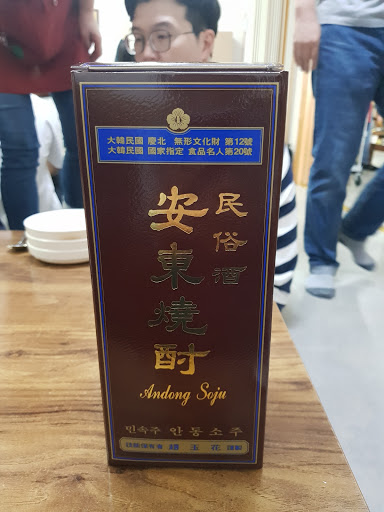 大韓民國 慶北 無形文化財 第12號
大韓民國 國家指定 食品名人第20號
民俗酒
安東燒酎
Andong Soju
민속주 안동소주
趙玉花